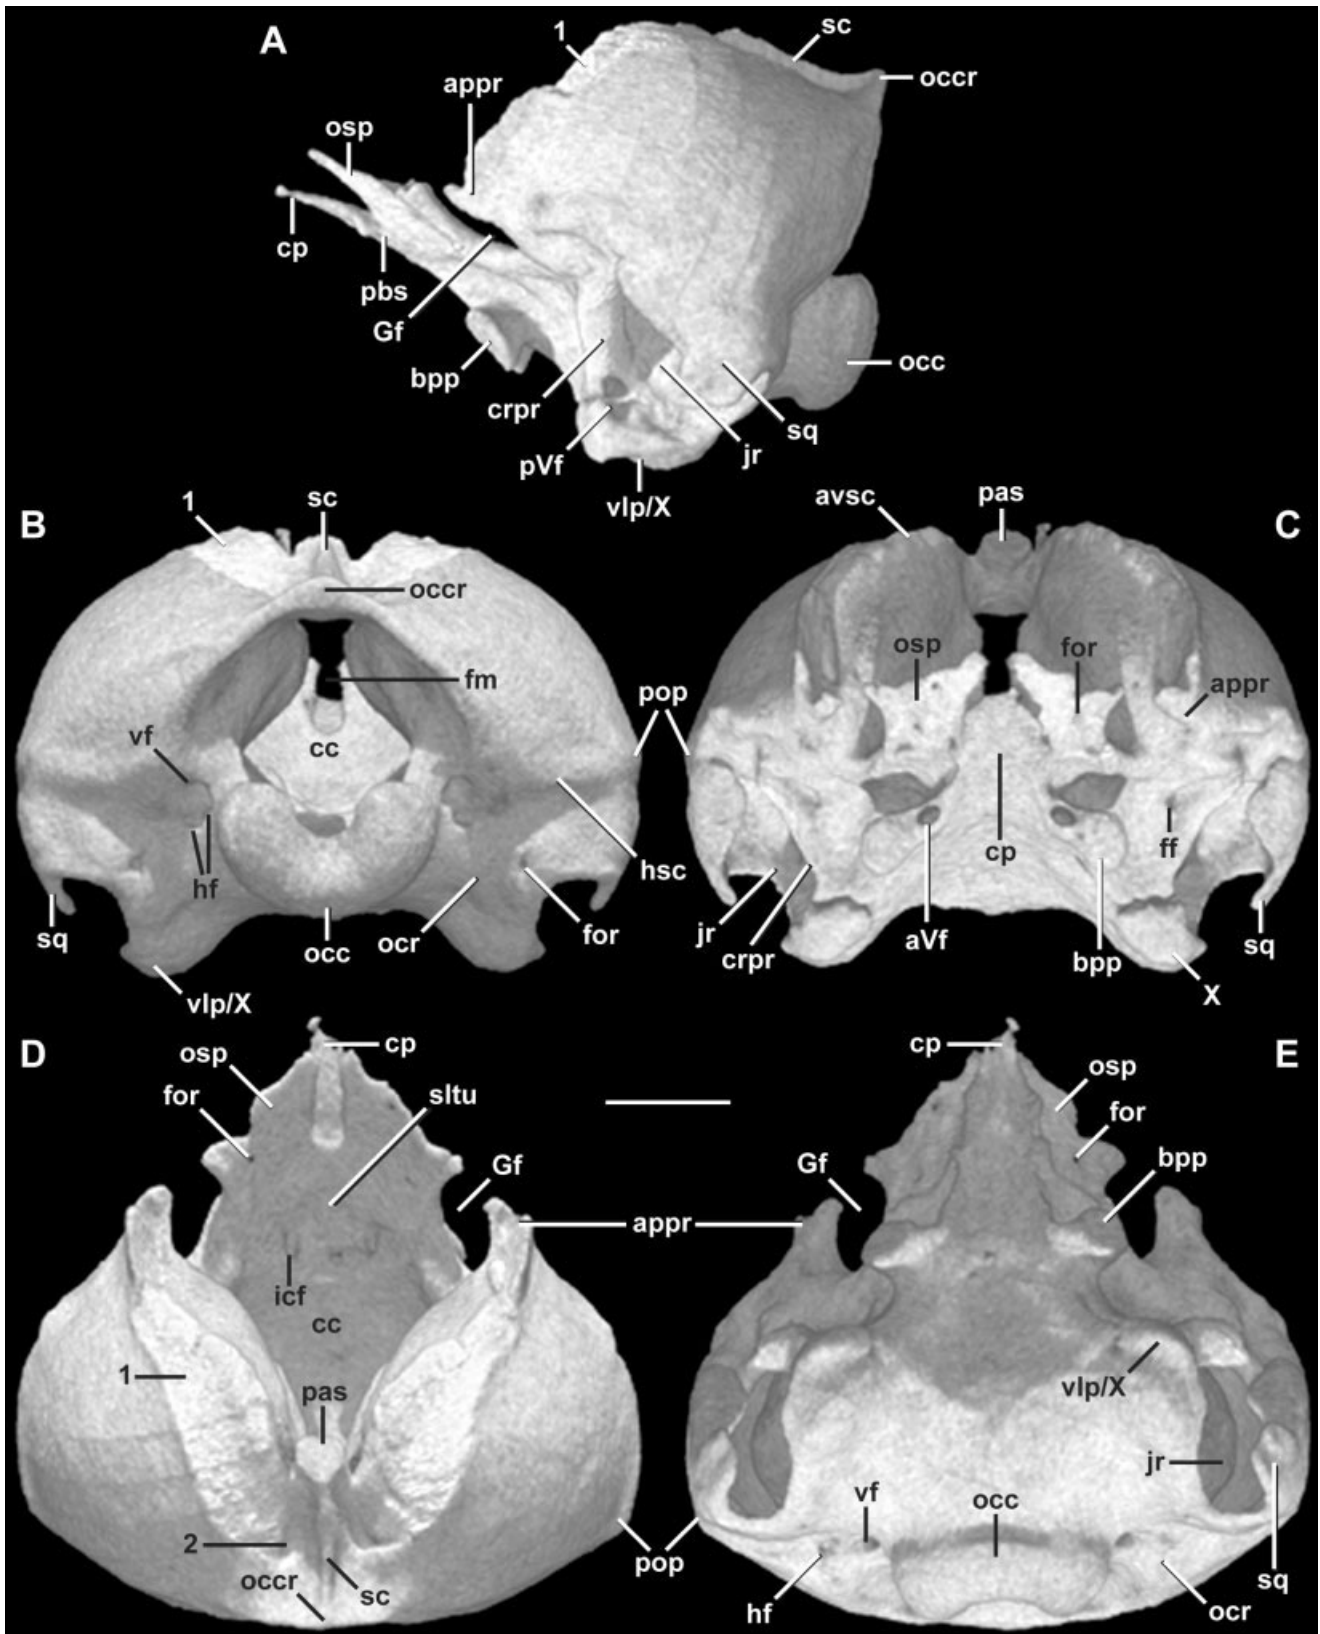 A
1
sc
appr
occr
osp
cp
pbs
Gf
bpp
crpr
pVf
occ
sq
jr
vlp/X
B
1
sc
occr
fm
pop
vf
cc
hf
hsc
sq
occ
ocr
for
vlp/X
avsc
pas
C
osp
for
appr
cp
ff
jr
crpr
aVf
bpp
sq
X
D
cp
osp
sltu
for
Gf
appr
icf
cc
1
pas
2
occr
sc
pop
cp
E
osp
for
Gf
bpp
vlp/X
jr
vf
occ
hf
ocr
sq